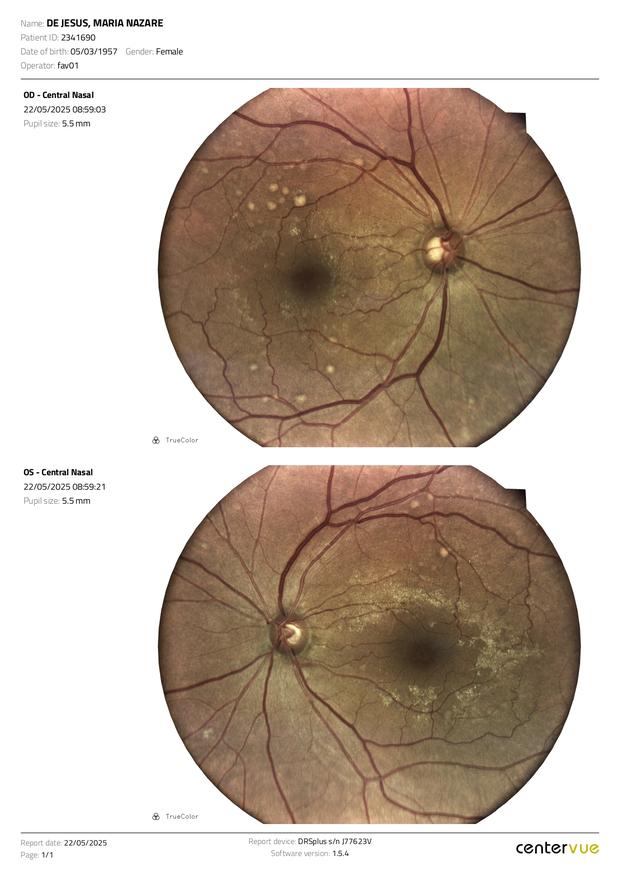 Name: DE JESUS, MARIA NAZARE
Patient ID: 2341690
Date of birth: 05/03/1957 Gender: Female
Operator: fav01
OD - Central Nasal
22/05/2025 08:59:03
Pupil size: 5.5 mm
TrueColor
OS - Central Nasal
22/05/2025 08:59:21
Pupil size: 5.5 mm
TrueColor
Report date: 22/05/2025
Page: 1/1
Report device: DRSplus s/n J77623V
Software version: 1.5.4
centervue